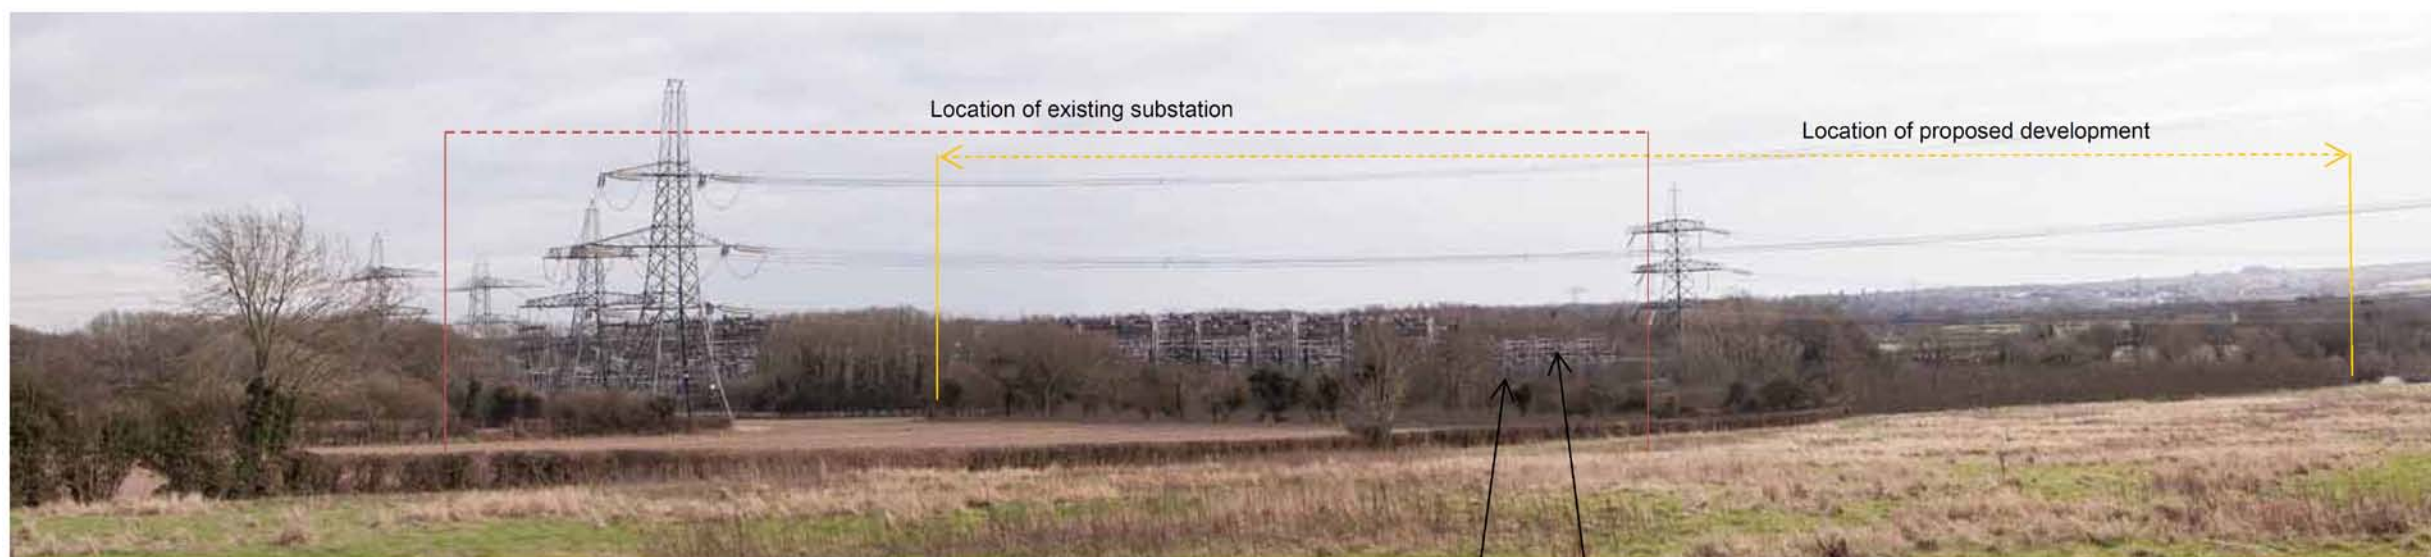 Location of existing substation
Location of proposed development